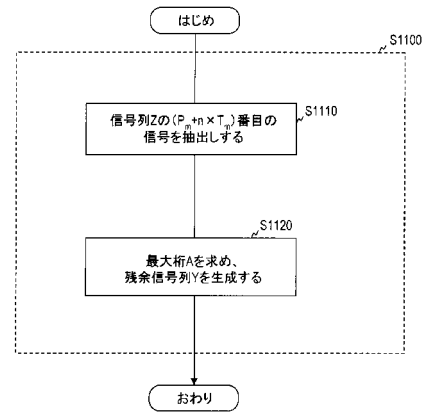 はじめ
S1100
S1110
信号列Zの(Pm+n×Tm)番目の
信号を抽出しする
S1120
最大桁Aを求め、
残余信号列Yを生成する
おわり